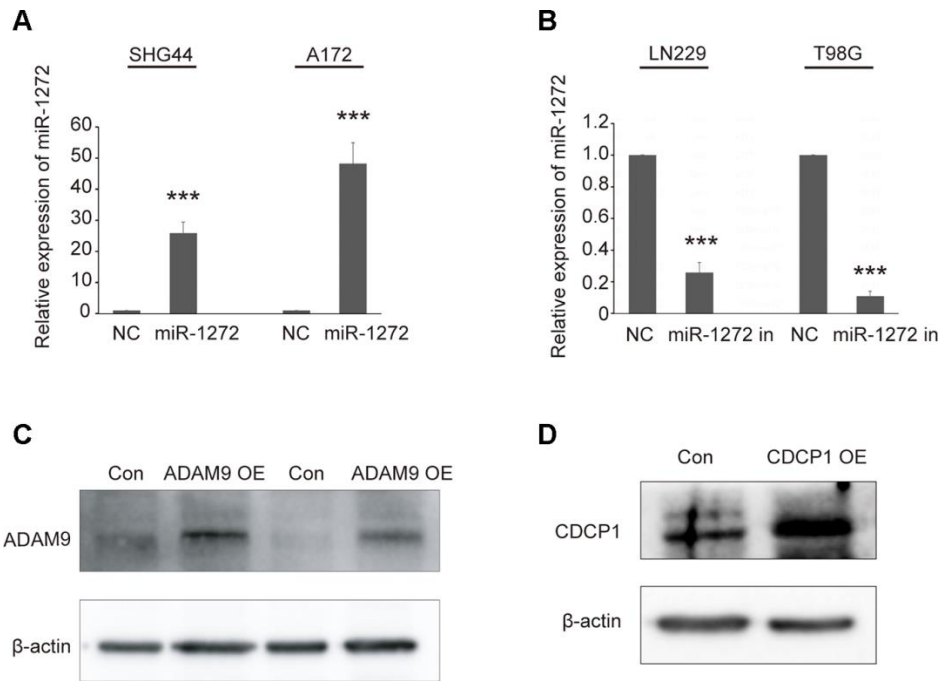 A
SHG44 A172
Relative expression of miR-1272
60
50
40
30
20
10
0
***
***
NC miR-1272 NC miR-1272
B
LN229 T98G
Relative expression of miR-1272
1.2
1.0
0.8
0.6
0.4
0.2
0
***
***
NC miR-1272 in NC miR-1272 in
C
Con ADAM9 OE Con ADAM9 OE
ADAM9
β-actin
D
Con CDCP1 OE
CDCP1
β-actin